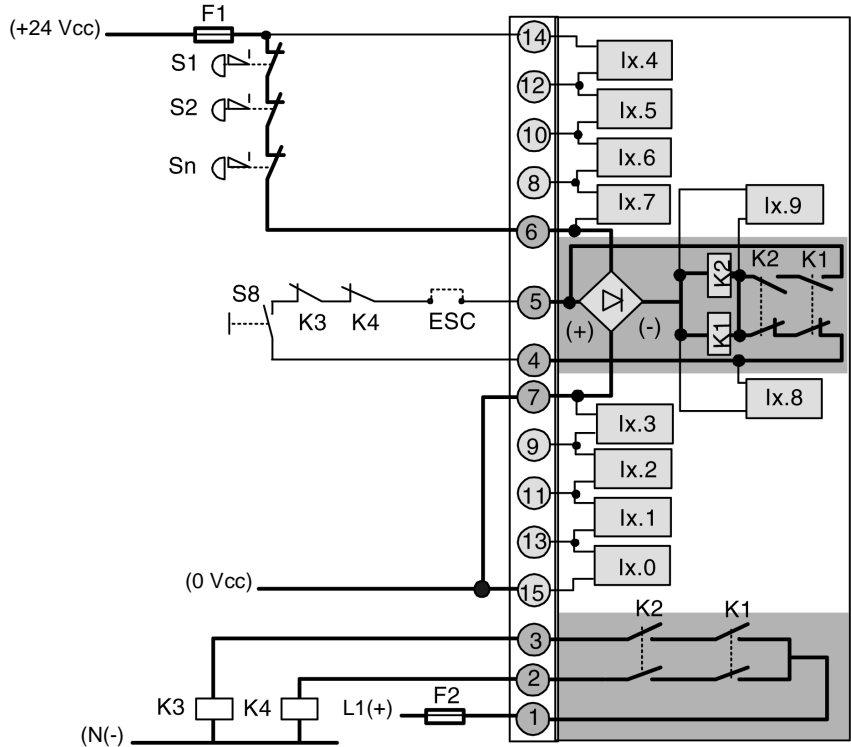 F1
(+24 Vcc)
14
Ix.4
S1
12
Ix.5
S2
10
Ix.6
Sn
8
Ix.7
Ix.9
6
K2 K1
S8
K2
5
K3 K4 ESC
(+) (-)
K1
4
7
Ix.8
Ix.3
9
Ix.2
11
Ix.1
13
Ix.0
(0 Vcc)
15
K2 K1
3
2
K3 K4 L1(+) F2
1
(N(-)